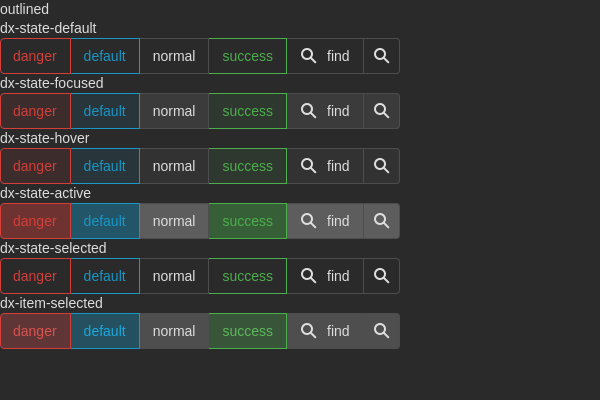 outlined
dx-state-default
danger default normal success find
dx-state-focused
danger default normal success find
dx-state-hover
danger default normal success find
dx-state-active
danger default normal success find
dx-state-selected
danger default normal success find
dx-item-selected
danger default normal success find